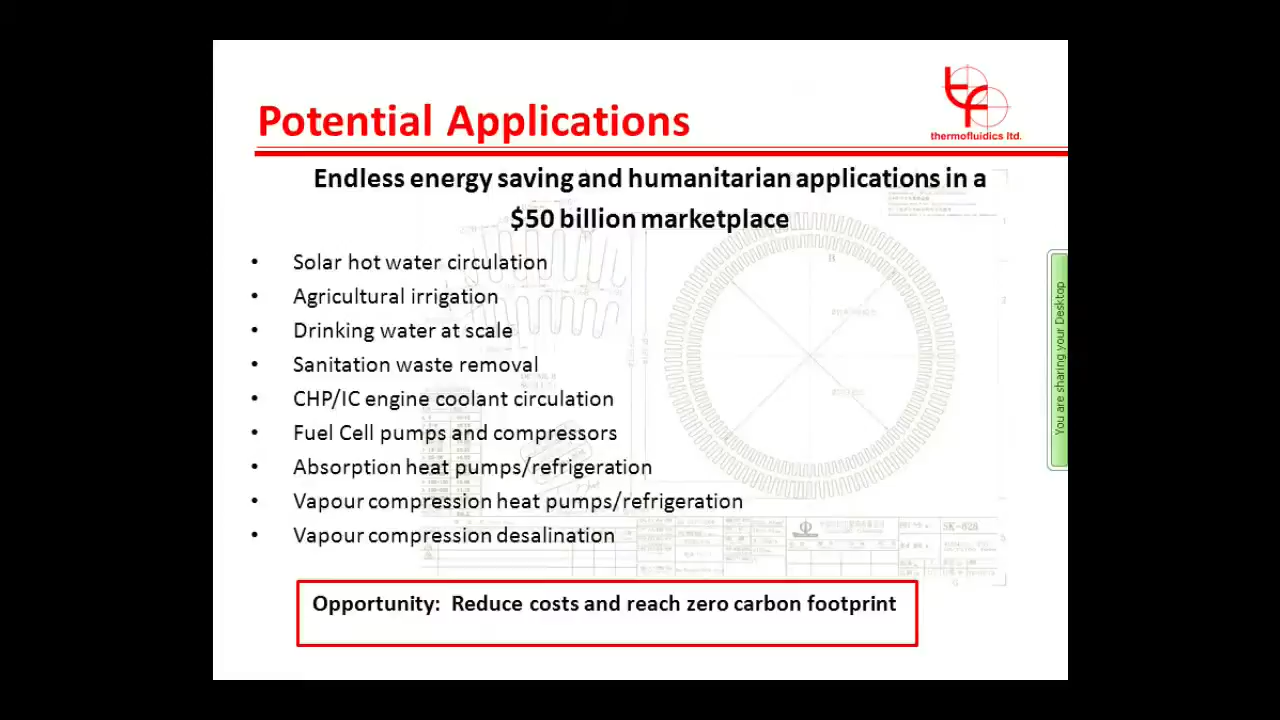 thermofluidics ltd.
Potential Applications
Endless energy saving and humanitarian applications in a
$50 billion marketplace
• Solar hot water circulation
• Agricultural irrigation
• Drinking water at scale
• Sanitation waste removal
• CHP/IC engine coolant circulation
• Fuel Cell pumps and compressors
• Absorption heat pumps/refrigeration
• Vapour compression heat pumps/refrigeration
• Vapour compression desalination
SK-828
Opportunity: Reduce costs and reach zero carbon footprint
You are sharing your Desktop